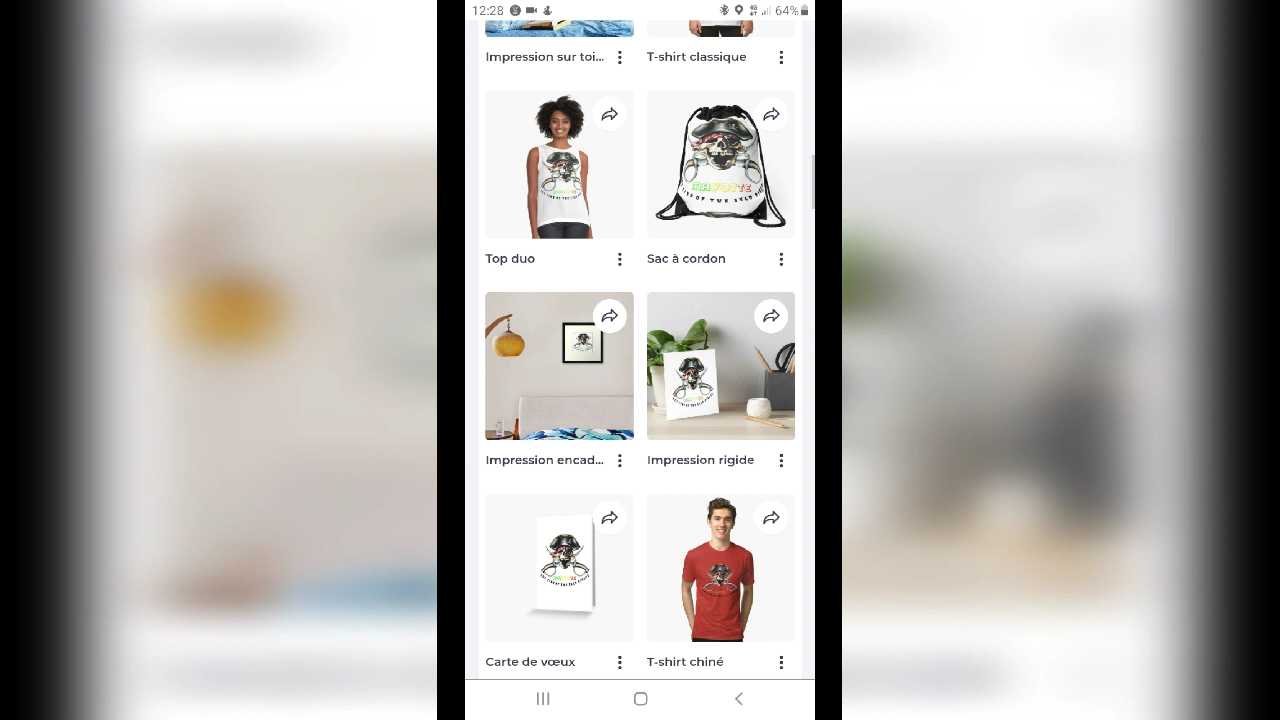 12:28
64%
Impression sur toi...
T-shirt classique
MAYOTTE
Top duo
Sac à cordon
Impression encad...
Impression rigide
Carte de vœux
T-shirt chiné